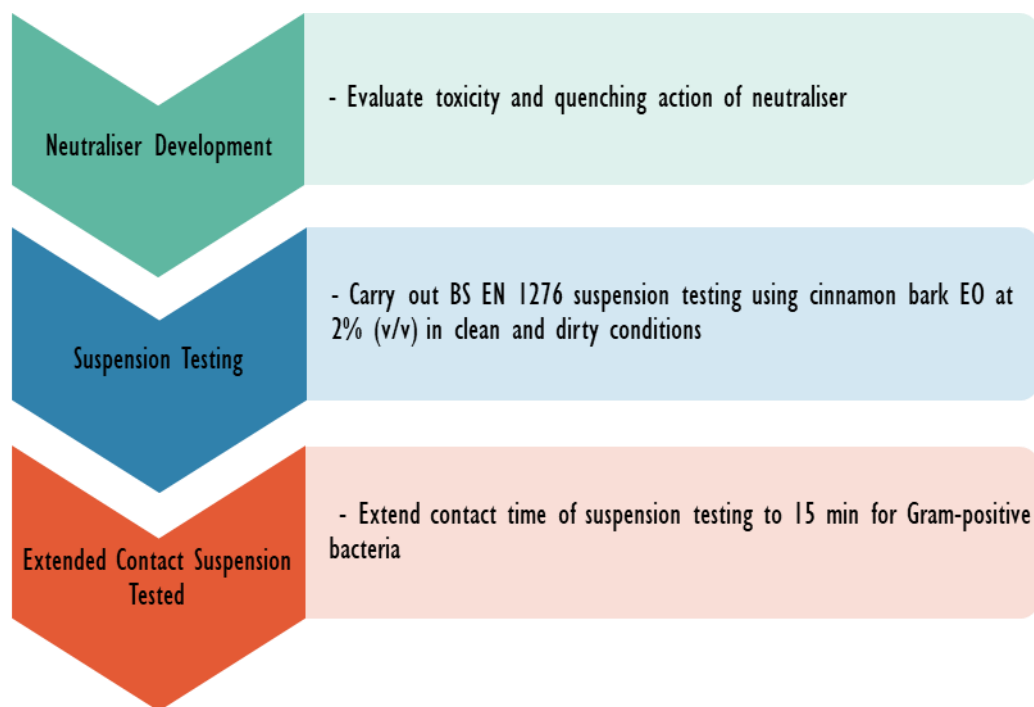 Neutraliser Development
- Evaluate toxicity and quenching action of neutraliser
Suspension Testing
- Carry out BS EN 1276 suspension testing using cinnamon bark EO at
2% (v/v) in clean and dirty conditions
Extended Contact Suspension
Tested
- Extend contact time of suspension testing to 15 min for Gram-positive
bacteria